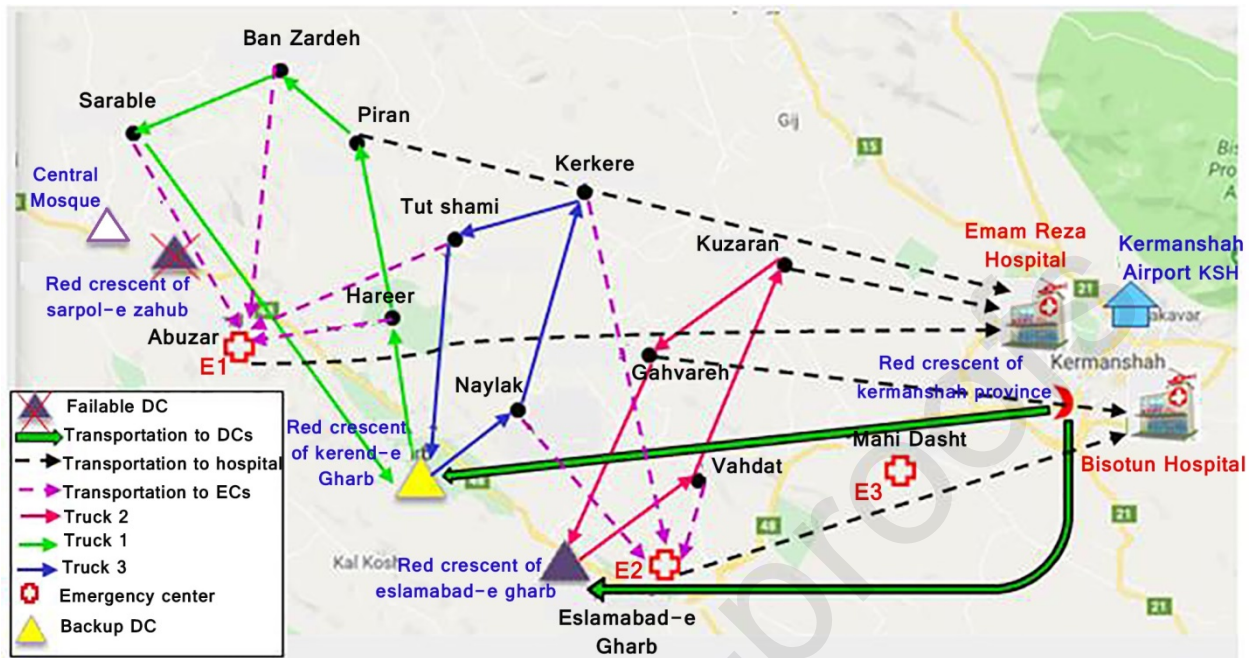 Ban Zardeh
Sarable
Piran
Gij
15
Kerkere
Central
Mosque
Tut shami
Kuzaran
Emam Reza
Hospital
Kermanshah
Airport KSH
21
akavar
Red crescent of
sarpol-e zahub
Hareer
Abuzar
E1
Gahvareh
Red crescent of
kermanshah province
Kermanshah
Naylak
Red crescent
of kerend-e
Gharb
Mahi Dasht
E3
Bisotun Hospital
Vahdat
48
21
21
Kal Kosh
Red crescent of
eslamabad-e gharb
E2
Eslamabad-e
Gharb
Failable DC
Transportation to DCs
Transportation to hospital
Transportation to ECs
Truck 2
Truck 1
Truck 3
Emergency center
Backup DC